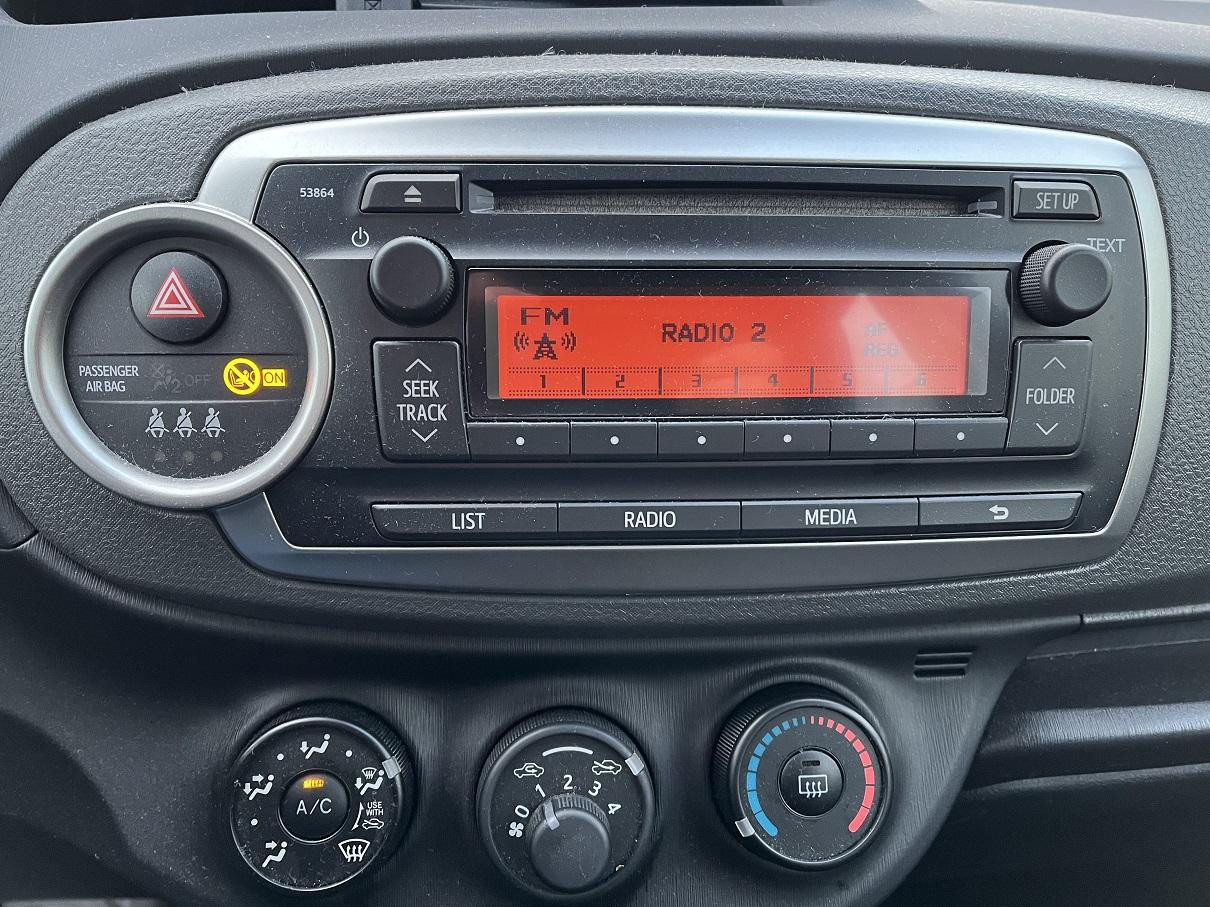 53864
SET UP
TEXT
FM
RADIO 2
AF
REG
1 2 3 4 5 6
PASSENGER
AIR BAG
2 OFF
ON
SEEK
TRACK
FOLDER
LIST
RADIO
MEDIA
A/C
USE
WITH
0 1 2 3 4